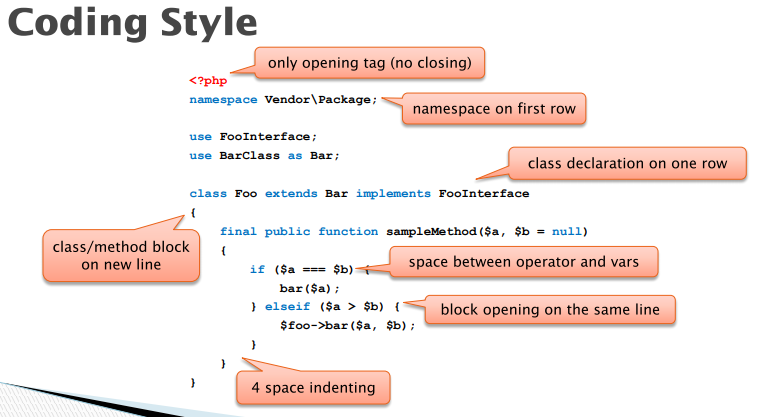 Coding Style
only opening tag (no closing)
<?php
namespace Vendor\Package;
namespace on first row
use FooInterface;
use BarClass as Bar;
class declaration on one row
class Foo extends Bar implements FooInterface
{
class/method block
on new line
final public function sampleMethod($a, $b = null)
{
if ($a === $b) {
space between operator and vars
bar($a);
} elseif ($a > $b) {
block opening on the same line
$foo->bar($a, $b);
}
}
4 space indenting
}